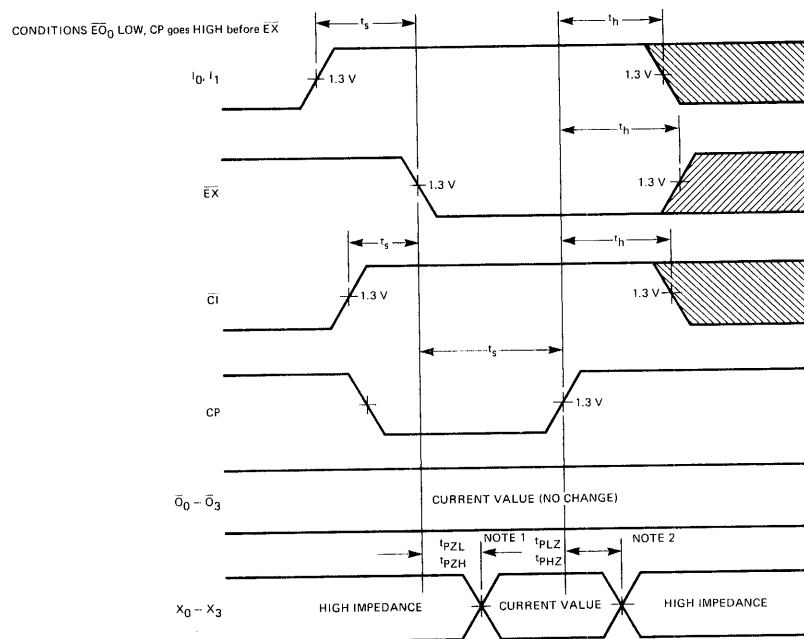 CONDITIONS E̅O̅₀ LOW, CP goes HIGH before E̅X̅
tₛ
tₕ
I₀, I₁
1.3 V
1.3 V
tₕ
E̅X̅
1.3 V
1.3 V
tₛ
tₕ
C̅I̅
1.3 V
1.3 V
tₛ
CP
1.3 V
O̅₀ – O̅₃
CURRENT VALUE (NO CHANGE)
tPZL
tPZH
NOTE 1
tPLZ
tPHZ
NOTE 2
X₀ – X₃
HIGH IMPEDANCE
CURRENT VALUE
HIGH IMPEDANCE